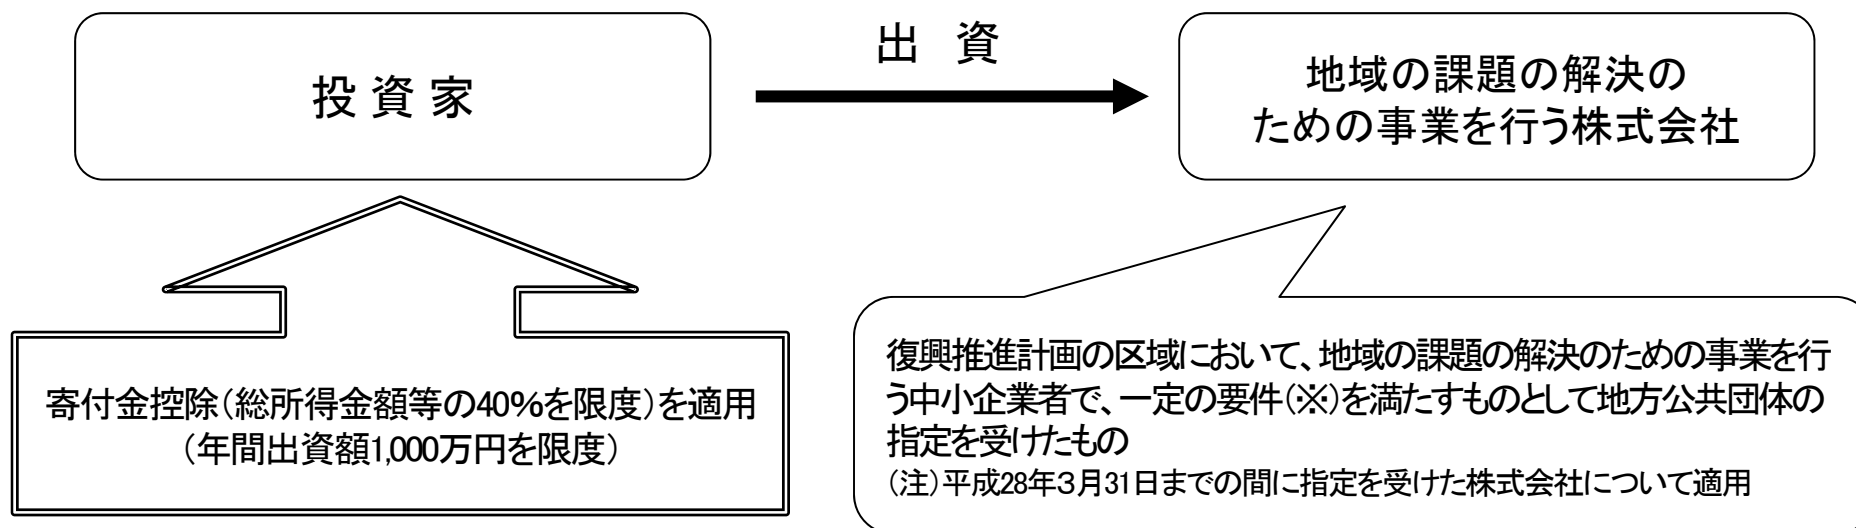 投資家
出資
地域の課題の解決の
ための事業を行う株式会社
寄付金控除(総所得金額等の40%を限度)を適用
(年間出資額1,000万円を限度)
復興推進計画の区域において、地域の課題の解決のための事業を行
う中小企業者で、一定の要件(※)を満たすものとして地方公共団体の
指定を受けたもの
(注)平成28年3月31日までの間に指定を受けた株式会社について適用